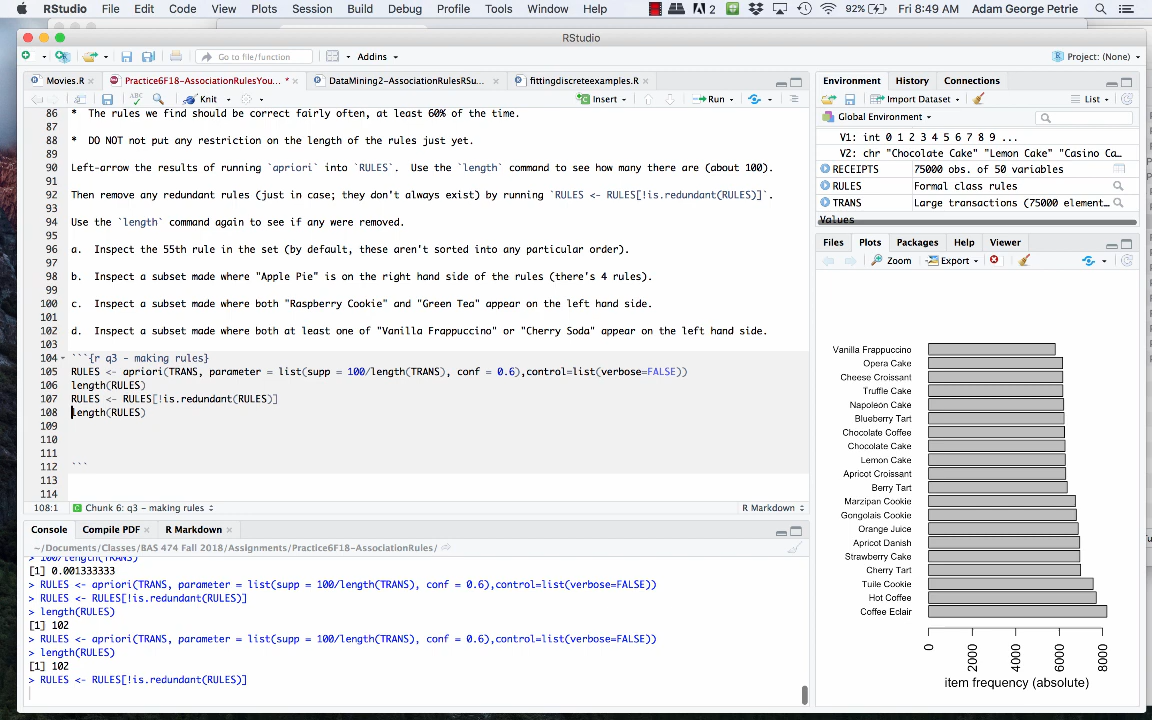 RStudio File Edit Code View Plots Session Build Debug Profile Tools Window Help 2 92% Fri 8:49 AM Adam George Petrie
RStudio
Go to file/function Addins Project: (None)
Movies.R Practice6F18-AssociationRulesYou... * DataMining2-AssociationRulesRSu... fittingdiscreteexamples.R
Knit Insert Run
86 * The rules we find should be correct fairly often, at least 60% of the time.
87
88 * DO NOT not put any restriction on the length of the rules just yet.
89
90 Left-arrow the results of running `apriori` into `RULES`. Use the `length` command to see how many there are (about 100).
91
92 Then remove any redundant rules (just in case; they don't always exist) by running `RULES <- RULES[!is.redundant(RULES)]`.
93
94 Use the `length` command again to see if any were removed.
95
96 a. Inspect the 55th rule in the set (by default, these aren't sorted into any particular order).
97
98 b. Inspect a subset made where "Apple Pie" is on the right hand side of the rules (there's 4 rules).
99
100 c. Inspect a subset made where both "Raspberry Cookie" and "Green Tea" appear on the left hand side.
101
102 d. Inspect a subset made where both at least one of "Vanilla Frappuccino" or "Cherry Soda" appear on the left hand side.
103
104 ```{r q3 - making rules}
105 RULES <- apriori(TRANS, parameter = list(supp = 100/length(TRANS), conf = 0.6),control=list(verbose=FALSE))
106 length(RULES)
107 RULES <- RULES[!is.redundant(RULES)]
108 length(RULES)
109
110
111
112 ```
113
114
108:1 Chunk 6: q3 - making rules R Markdown
Console Compile PDF R Markdown
~/Documents/Classes/BAS 474 Fall 2018/Assignments/Practice6F18-AssociationRules/
> 100/length(TRANS)
[1] 0.001333333
> RULES <- apriori(TRANS, parameter = list(supp = 100/length(TRANS), conf = 0.6),control=list(verbose=FALSE))
> RULES <- RULES[!is.redundant(RULES)]
> length(RULES)
[1] 102
> RULES <- apriori(TRANS, parameter = list(supp = 100/length(TRANS), conf = 0.6),control=list(verbose=FALSE))
> length(RULES)
[1] 102
> RULES <- RULES[!is.redundant(RULES)]
Environment History Connections
Import Dataset List
Global Environment
V1: int 0 1 2 3 4 5 6 7 8 9 ...
V2: chr "Chocolate Cake" "Lemon Cake" "Casino Ca...
RECEIPTS 75000 obs. of 50 variables
RULES Formal class rules
TRANS Large transactions (75000 element...
Values
Files Plots Packages Help Viewer
Zoom Export
Vanilla Frappuccino
Opera Cake
Cheese Croissant
Truffle Cake
Napoleon Cake
Blueberry Tart
Chocolate Coffee
Chocolate Cake
Lemon Cake
Apricot Croissant
Berry Tart
Marzipan Cookie
Gongolais Cookie
Orange Juice
Apricot Danish
Strawberry Cake
Cherry Tart
Tuile Cookie
Hot Coffee
Coffee Eclair
0 2000 4000 6000 8000
item frequency (absolute)